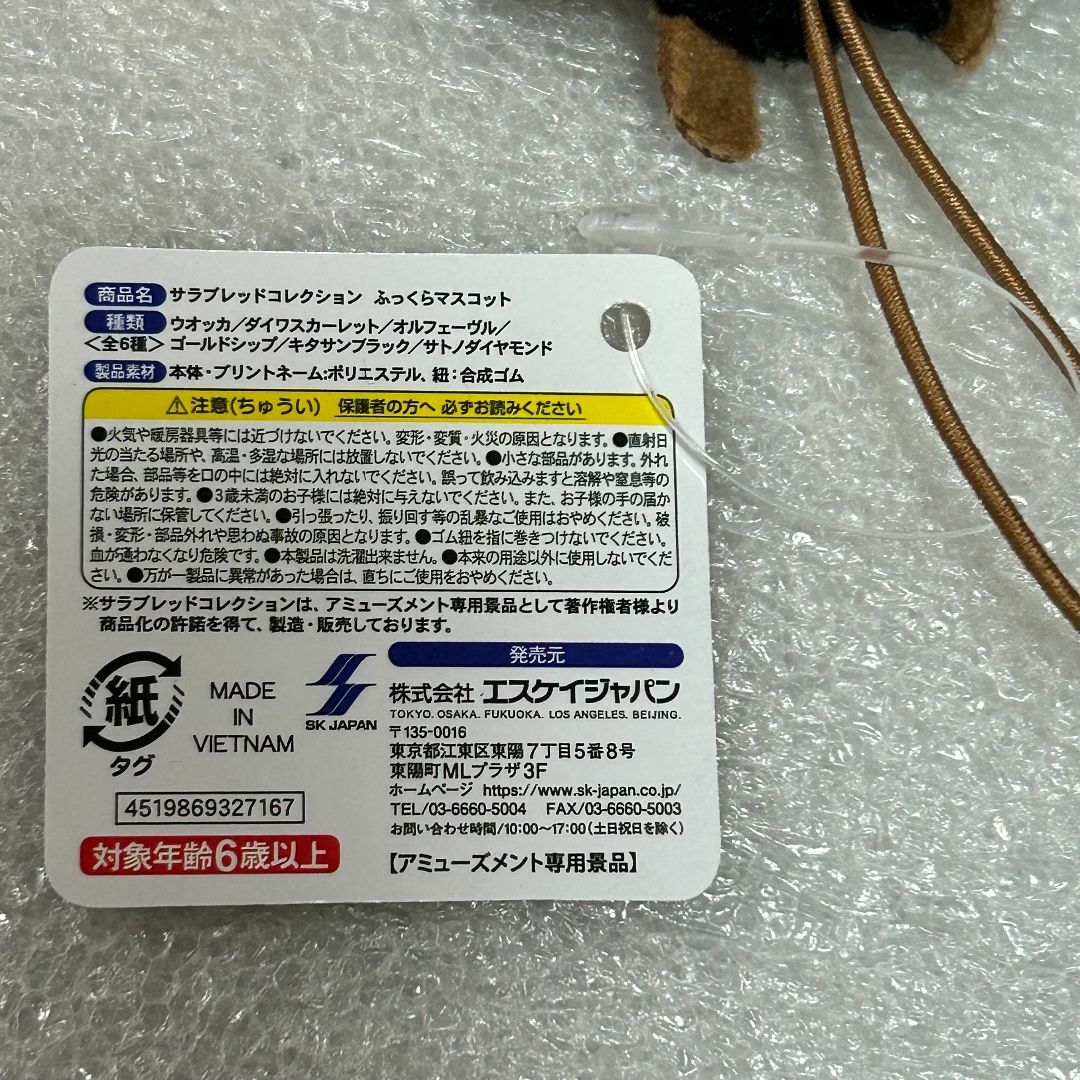 商品名 サラブレッドコレクション ふっくらマスコット
種類 ウオッカ/ダイワスカーレット/オルフェーヴル/
<全6種> ゴールドシップ/キタサンブラック/サトノダイヤモンド
製品素材 本体・プリントネーム:ポリエステル、紐:合成ゴム
⚠注意(ちゅうい) 保護者の方へ 必ずお読みください
●火気や暖房器具等には近づけないでください。変形・変質・火災の原因となります。●直射日
光の当たる場所や、高温・多湿な場所には放置しないでください。●小さな部品があります。外れ
た場合、部品等を口の中には絶対に入れないでください。誤って飲み込みますと溶解や窒息等の
危険があります。●3歳未満のお子様には絶対に与えないでください。また、お子様の手の届か
ない場所に保管してください。●引っ張ったり、振り回す等の乱暴なご使用はおやめください。破
損・変形・部品外れや思わぬ事故の原因となります。●ゴム紐を指に巻きつけないでください。
血が通わなくなり危険です。●本製品は洗濯出来ません。●本来の用途以外に使用しないでくだ
さい。●万が一製品に異常があった場合は、直ちにご使用をおやめください。
※サラブレッドコレクションは、アミューズメント専用景品として著作権者様より
商品化の許諾を得て、製造・販売しております。
紙
タグ
MADE
IN
VIETNAM
SK JAPAN
4519869327167
対象年齢6歳以上
発売元
株式会社 エスケイジャパン
TOKYO. OSAKA. FUKUOKA. LOS ANGELES. BEIJING.
〒135-0016
東京都江東区東陽7丁目5番8号
東陽町MLプラザ3F
ホームページ https://www.sk-japan.co.jp/
TEL/03-6660-5004 FAX/03-6660-5003
お問い合わせ時間/10:00〜17:00(土日祝日を除く)
【アミューズメント専用景品】